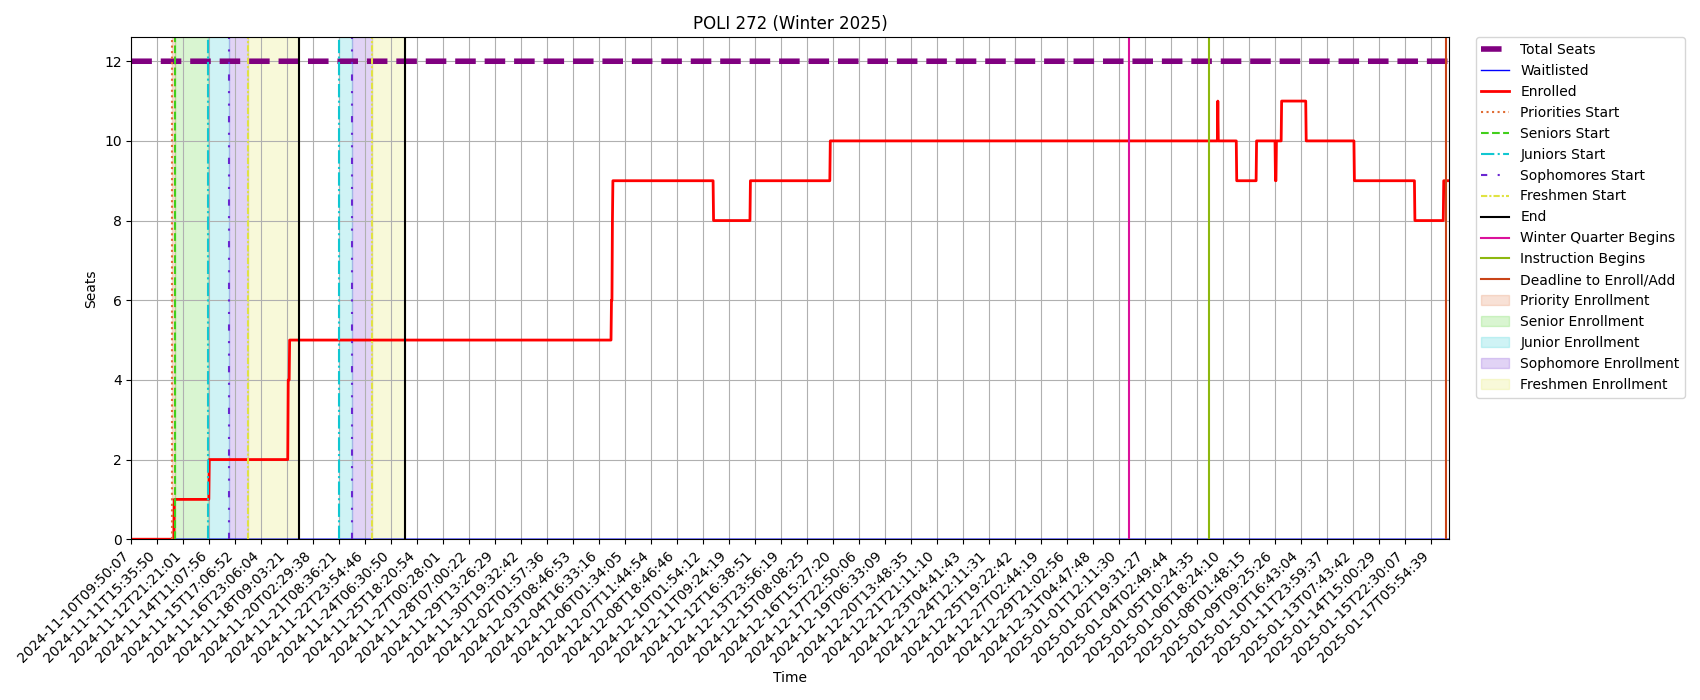 POLI 272 (Winter 2025)
Seats
12
10
8
6
4
2
0
2024-11-10T09:50:07
2024-11-11T15:35:50
2024-11-12T21:21:01
2024-11-14T11:07:56
2024-11-15T17:06:52
2024-11-16T23:06:04
2024-11-18T09:03:21
2024-11-20T02:29:38
2024-11-21T08:36:21
2024-11-22T23:54:46
2024-11-24T06:30:50
2024-11-25T18:20:54
2024-11-27T00:28:01
2024-11-28T07:00:22
2024-11-29T13:26:29
2024-11-30T19:32:42
2024-12-02T01:57:36
2024-12-03T08:46:53
2024-12-04T16:33:16
2024-12-06T01:34:05
2024-12-07T11:44:54
2024-12-08T18:46:46
2024-12-10T01:54:12
2024-12-11T09:24:19
2024-12-12T16:38:51
2024-12-13T23:56:19
2024-12-15T08:08:25
2024-12-16T15:27:20
2024-12-17T22:50:06
2024-12-19T06:33:09
2024-12-20T13:48:35
2024-12-21T21:11:10
2024-12-23T04:41:43
2024-12-24T12:11:31
2024-12-25T19:22:42
2024-12-27T02:44:19
2024-12-29T21:02:56
2024-12-31T04:47:48
2025-01-01T12:11:30
2025-01-02T19:31:27
2025-01-04T02:49:44
2025-01-05T10:24:35
2025-01-06T18:24:10
2025-01-08T01:48:15
2025-01-09T09:25:26
2025-01-10T16:43:04
2025-01-11T23:59:37
2025-01-13T07:43:42
2025-01-14T15:00:29
2025-01-15T22:30:07
2025-01-17T05:54:39
Time
Total Seats
Waitlisted
Enrolled
Priorities Start
Seniors Start
Juniors Start
Sophomores Start
Freshmen Start
End
Winter Quarter Begins
Instruction Begins
Deadline to Enroll/Add
Priority Enrollment
Senior Enrollment
Junior Enrollment
Sophomore Enrollment
Freshmen Enrollment